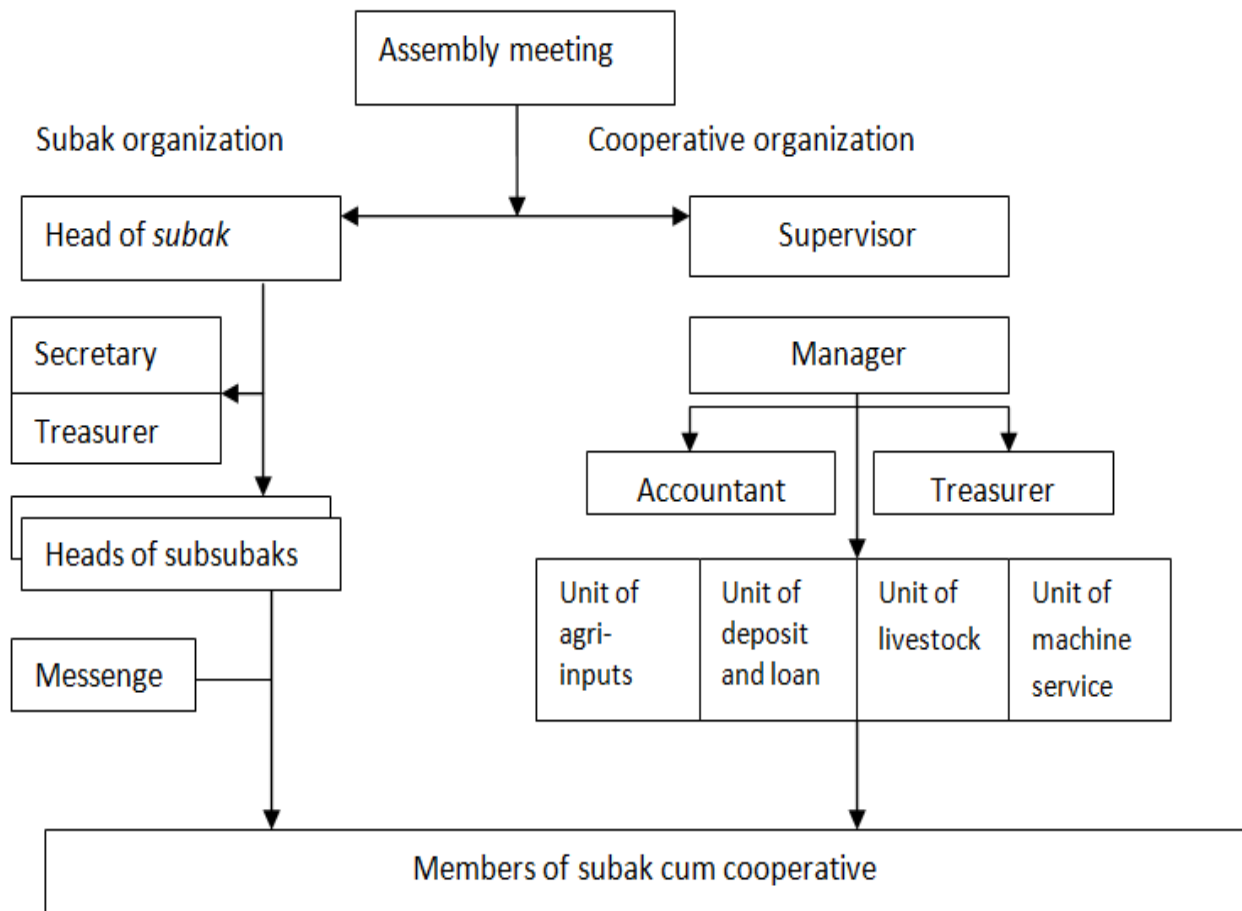 Assembly meeting
Subak organization
Cooperative organization
Head of subak
Supervisor
Secretary
Manager
Treasurer
Accountant
Treasurer
Heads of subsubaks
Unit of
agri-
inputs
Unit of
deposit
and loan
Unit of
livestock
Unit of
machine
service
Messenge
Members of subak cum cooperative